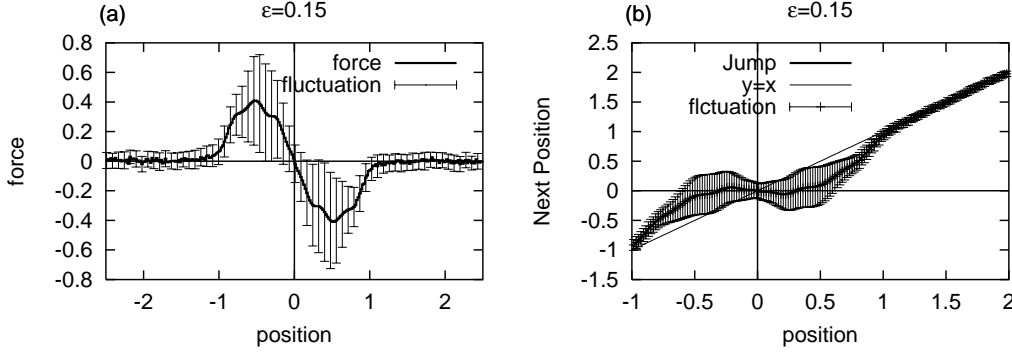 (a)
ε=0.15
force
fluctuation
0.8
0.6
0.4
0.2
0
-0.2
-0.4
-0.6
-0.8
force
-2 -1 0 1 2
position
(b)
ε=0.15
Jump
y=x
flctuation
2.5
2
1.5
1
0.5
0
-0.5
-1
-1.5
Next Position
-1 -0.5 0 0.5 1 1.5 2
position